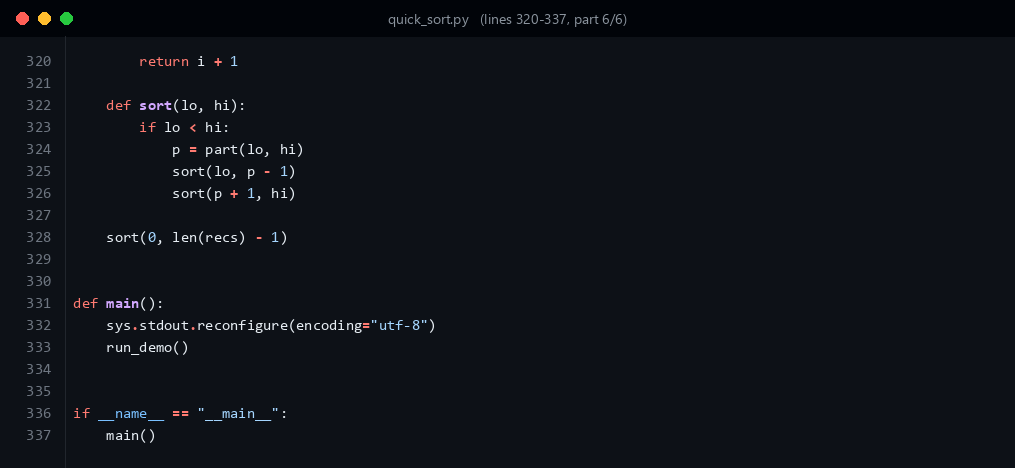 quick_sort.py (lines 320-337, part 6/6)
320         return i + 1
321
322     def sort(lo, hi):
323         if lo < hi:
324             p = part(lo, hi)
325             sort(lo, p - 1)
326             sort(p + 1, hi)
327
328     sort(0, len(recs) - 1)
329
330
331 def main():
332     sys.stdout.reconfigure(encoding="utf-8")
333     run_demo()
334
335
336 if __name__ == "__main__":
337     main()